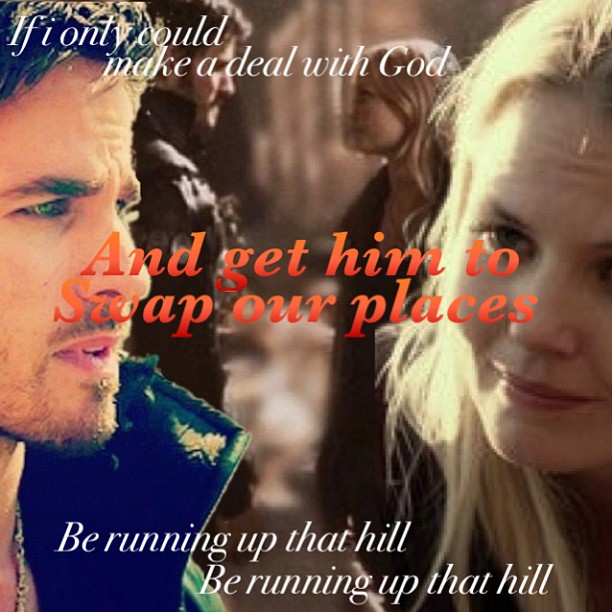 If i only could
make a deal with God
And get him to
Swap our places
Be running up that hill
Be running up that hill